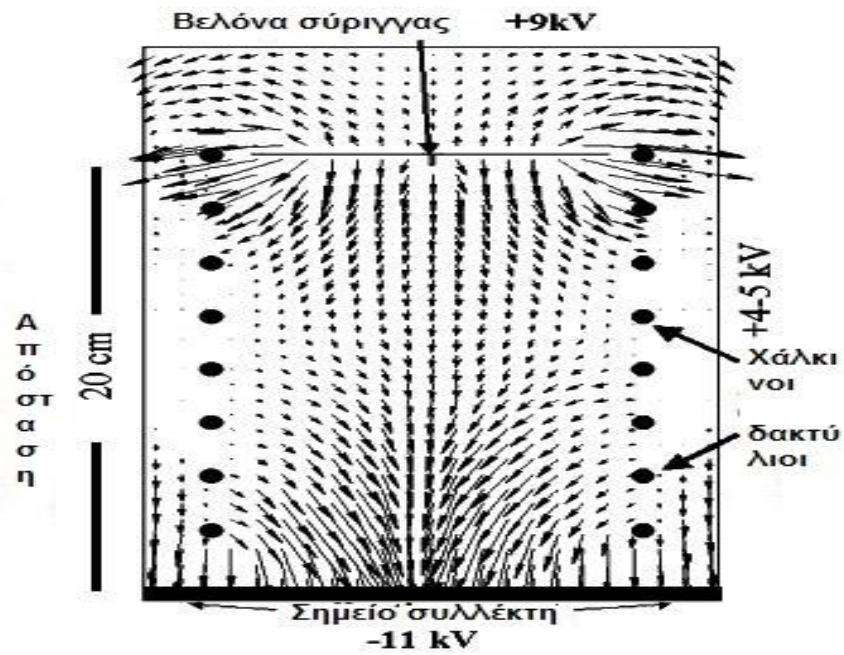 Βελόνα σύριγγας +9kV
Α
π
ό
στ
α
σ
η
20 cm
+4-5 kV
Χάλκι
νοι
δακτύ
λιοι
Σημείο συλλέκτη
-11 kV